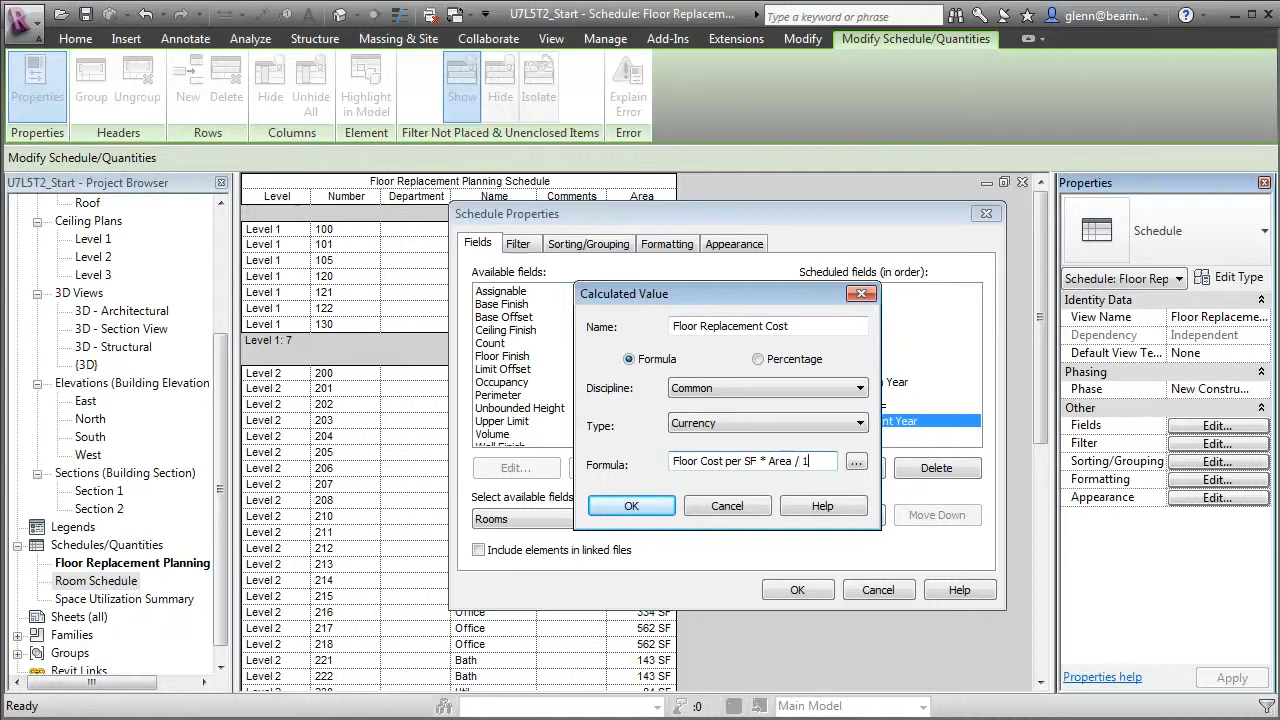 U7L5T2_Start - Schedule: Floor Replacem...
Type a keyword or phrase
glenn@bearin...
Home Insert Annotate Analyze Structure Massing & Site Collaborate View Manage Add-Ins Extensions Modify Modify Schedule/Quantities
Properties Group Ungroup New Delete Hide Unhide All Highlight in Model Show Hide Isolate Explain Error
Properties Headers Rows Columns Element Filter Not Placed & Unenclosed Items Error
Modify Schedule/Quantities
U7L5T2_Start - Project Browser
Roof
Ceiling Plans
Level 1
Level 2
Level 3
3D Views
3D - Architectural
3D - Section View
3D - Structural
{3D}
Elevations (Building Elevation
East
North
South
West
Sections (Building Section)
Section 1
Section 2
Legends
Schedules/Quantities
Floor Replacement Planning
Room Schedule
Space Utilization Summary
Sheets (all)
Families
Groups
Revit Links
Floor Replacement Planning Schedule
Level Number Department Name Comments Area
Level 1 100
Level 1 101
Level 1 105
Level 1 120
Level 1 121
Level 1 122
Level 1 130
Level 1: 7
Level 2 200
Level 2 201
Level 2 202
Level 2 203
Level 2 204
Level 2 205
Level 2 206
Level 2 207
Level 2 208
Level 2 210
Level 2 211
Level 2 212
Level 2 213
Level 2 214
Level 2 215
Level 2 216 Office 334 SF
Level 2 217 Office 562 SF
Level 2 218 Office 562 SF
Level 2 221 Bath 143 SF
Level 2 222 Bath 143 SF
Schedule Properties
Fields Filter Sorting/Grouping Formatting Appearance
Available fields:
Scheduled fields (in order):
Assignable
Base Finish
Base Offset
Ceiling Finish
Count
Floor Finish
Limit Offset
Occupancy
Perimeter
Unbounded Height
Upper Limit
Volume
n Year
F
nt Year
Edit...
Delete
Select available fields
Rooms
Move Down
Include elements in linked files
OK Cancel Help
Calculated Value
Name: Floor Replacement Cost
Formula Percentage
Discipline: Common
Type: Currency
Formula: Floor Cost per SF * Area / 1 ...
OK Cancel Help
Properties
Schedule
Schedule: Floor Rep Edit Type
Identity Data
View Name Floor Replaceme...
Dependency Independent
Default View Te... None
Phasing
Phase New Constru...
Other
Fields Edit...
Filter Edit...
Sorting/Grouping Edit...
Formatting Edit...
Appearance Edit...
Properties help Apply
Ready :0 Main Model